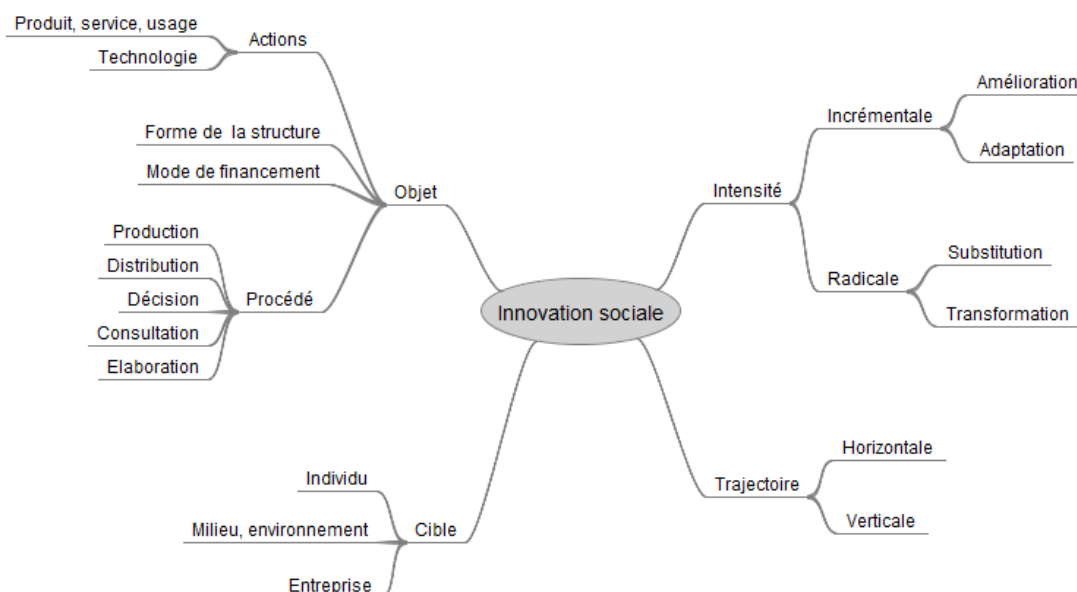 Innovation sociale
Objet
Actions
Produit, service, usage
Technologie
Forme de la structure
Mode de financement
Procédé
Production
Distribution
Décision
Consultation
Elaboration
Cible
Individu
Milieu, environnement
Entreprise
Intensité
Incrémentale
Amélioration
Adaptation
Radicale
Substitution
Transformation
Trajectoire
Horizontale
Verticale